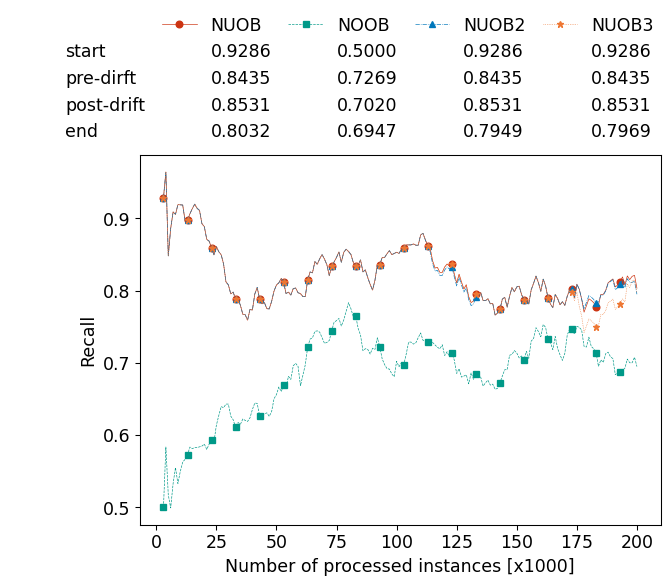 NUOB NOOB NUOB2 NUOB3
start 0.9286 0.5000 0.9286 0.9286
pre-dirft 0.8435 0.7269 0.8435 0.8435
post-drift 0.8531 0.7020 0.8531 0.8531
end 0.8032 0.6947 0.7949 0.7969
0.9
0.8
0.7
0.6
0.5
Recall
0 25 50 75 100 125 150 175 200
Number of processed instances [x1000]